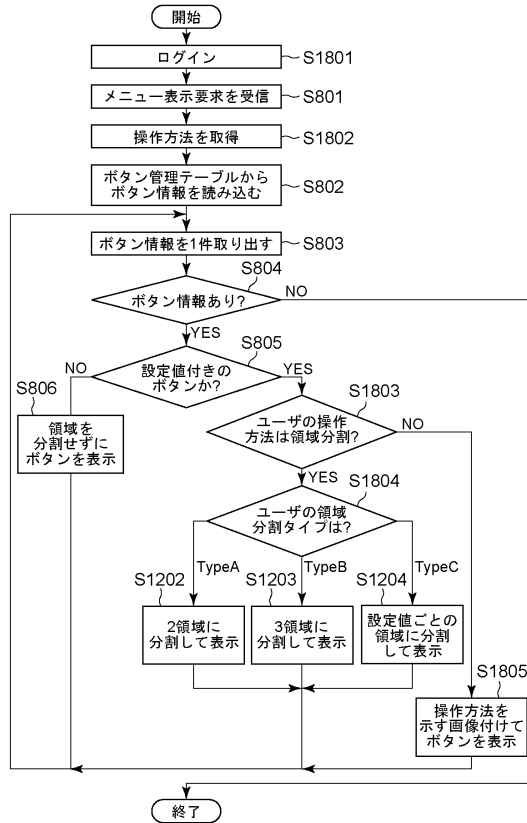 開始
ログイン
S1801
メニュー表示要求を受信
S801
操作方法を取得
S1802
ボタン管理テーブルから
ボタン情報を読み込む
S802
ボタン情報を1件取り出す
S803
S804
ボタン情報あり?
NO
YES
S805
設定値付きの
ボタンか?
NO
YES
S806
領域を
分割せずに
ボタンを表示
S1803
ユーザの操作
方法は領域分割?
NO
YES
S1804
ユーザの領域
分割タイプは?
TypeA
TypeB
TypeC
S1202
2領域に
分割して表示
S1203
3領域に
分割して表示
S1204
設定値ごとの
領域に分割
して表示
S1805
操作方法を
示す画像付けて
ボタンを表示
終了